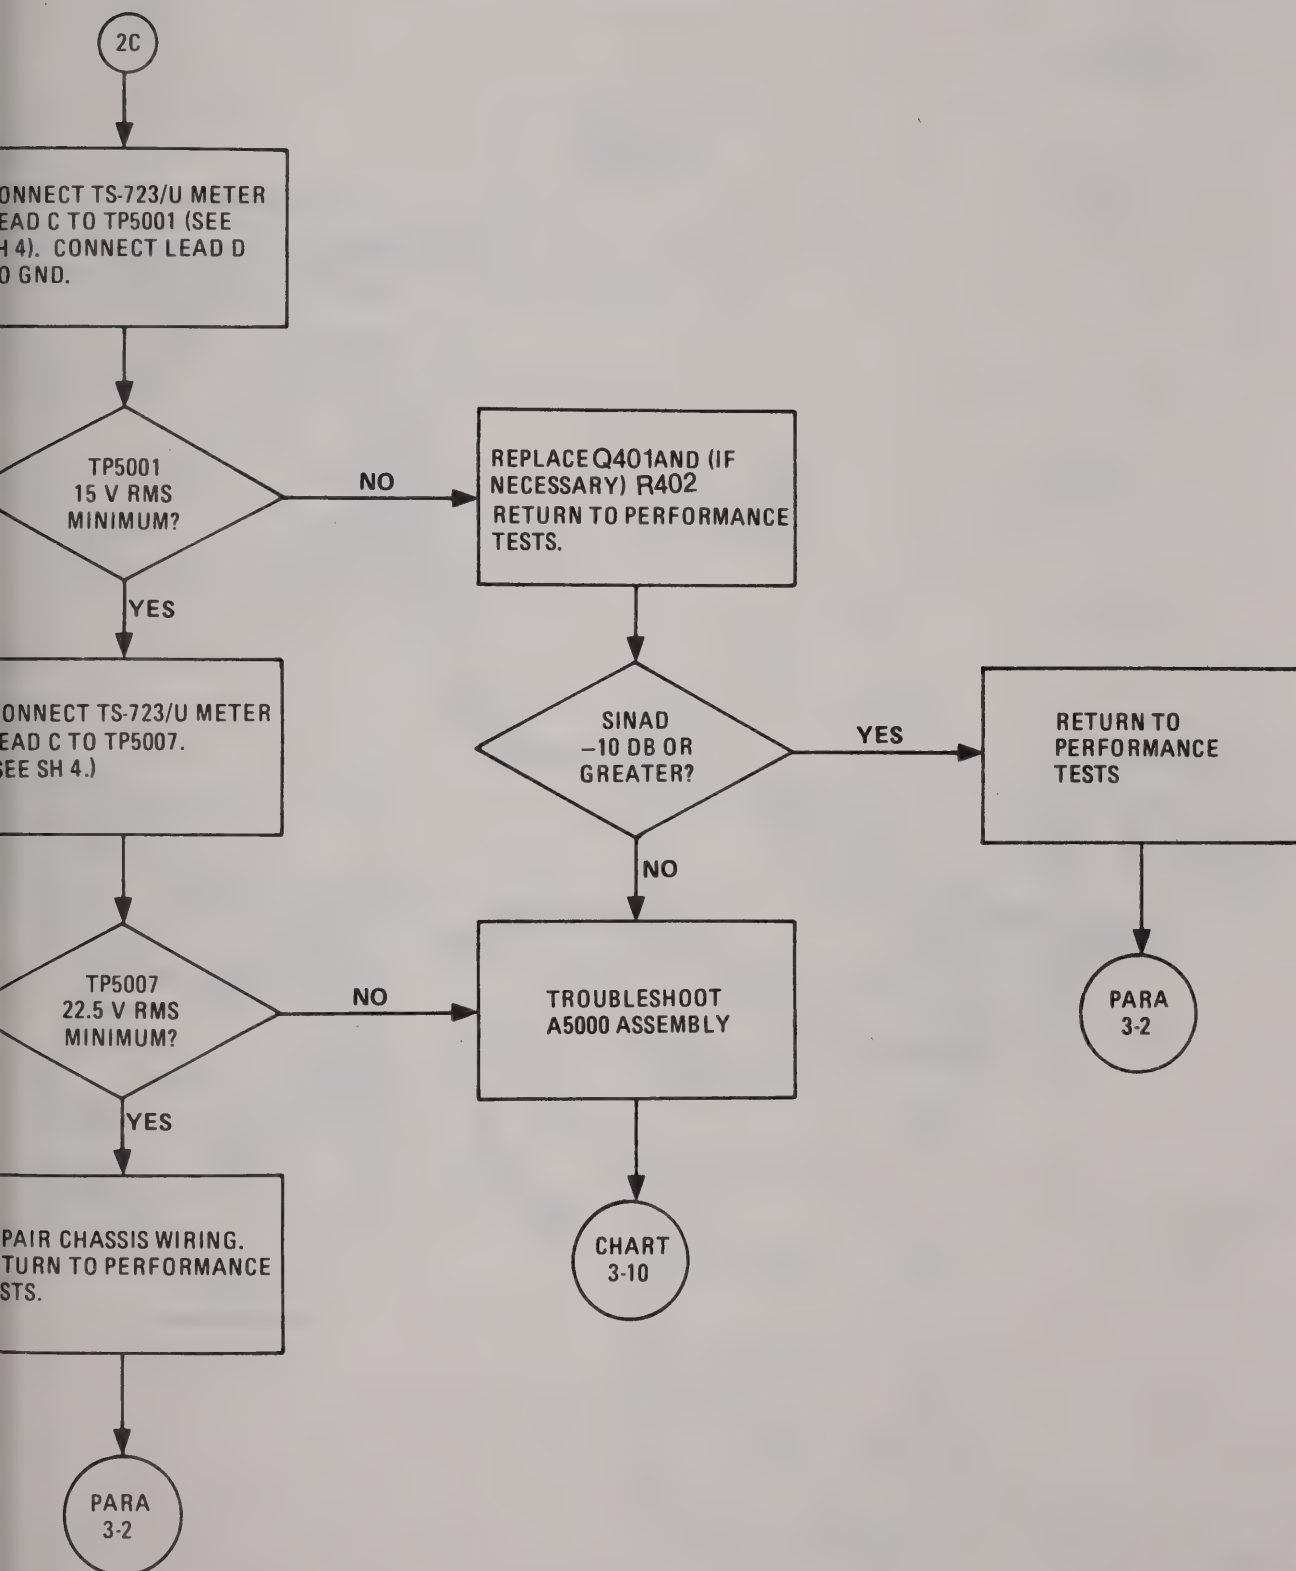 2C
ONNECT TS-723/U METER
EAD C TO TP5001 (SEE
H 4). CONNECT LEAD D
O GND.
TP5001
15 V RMS
MINIMUM?
NO
REPLACE Q401 AND (IF
NECESSARY) R402
RETURN TO PERFORMANCE
TESTS.
YES
ONNECT TS-723/U METER
EAD C TO TP5007.
SEE SH 4.)
SINAD
–10 DB OR
GREATER?
YES
RETURN TO
PERFORMANCE
TESTS
NO
TP5007
22.5 V RMS
MINIMUM?
NO
TROUBLESHOOT
A5000 ASSEMBLY
PARA
3-2
YES
PAIR CHASSIS WIRING.
TURN TO PERFORMANCE
STS.
CHART
3-10
PARA
3-2